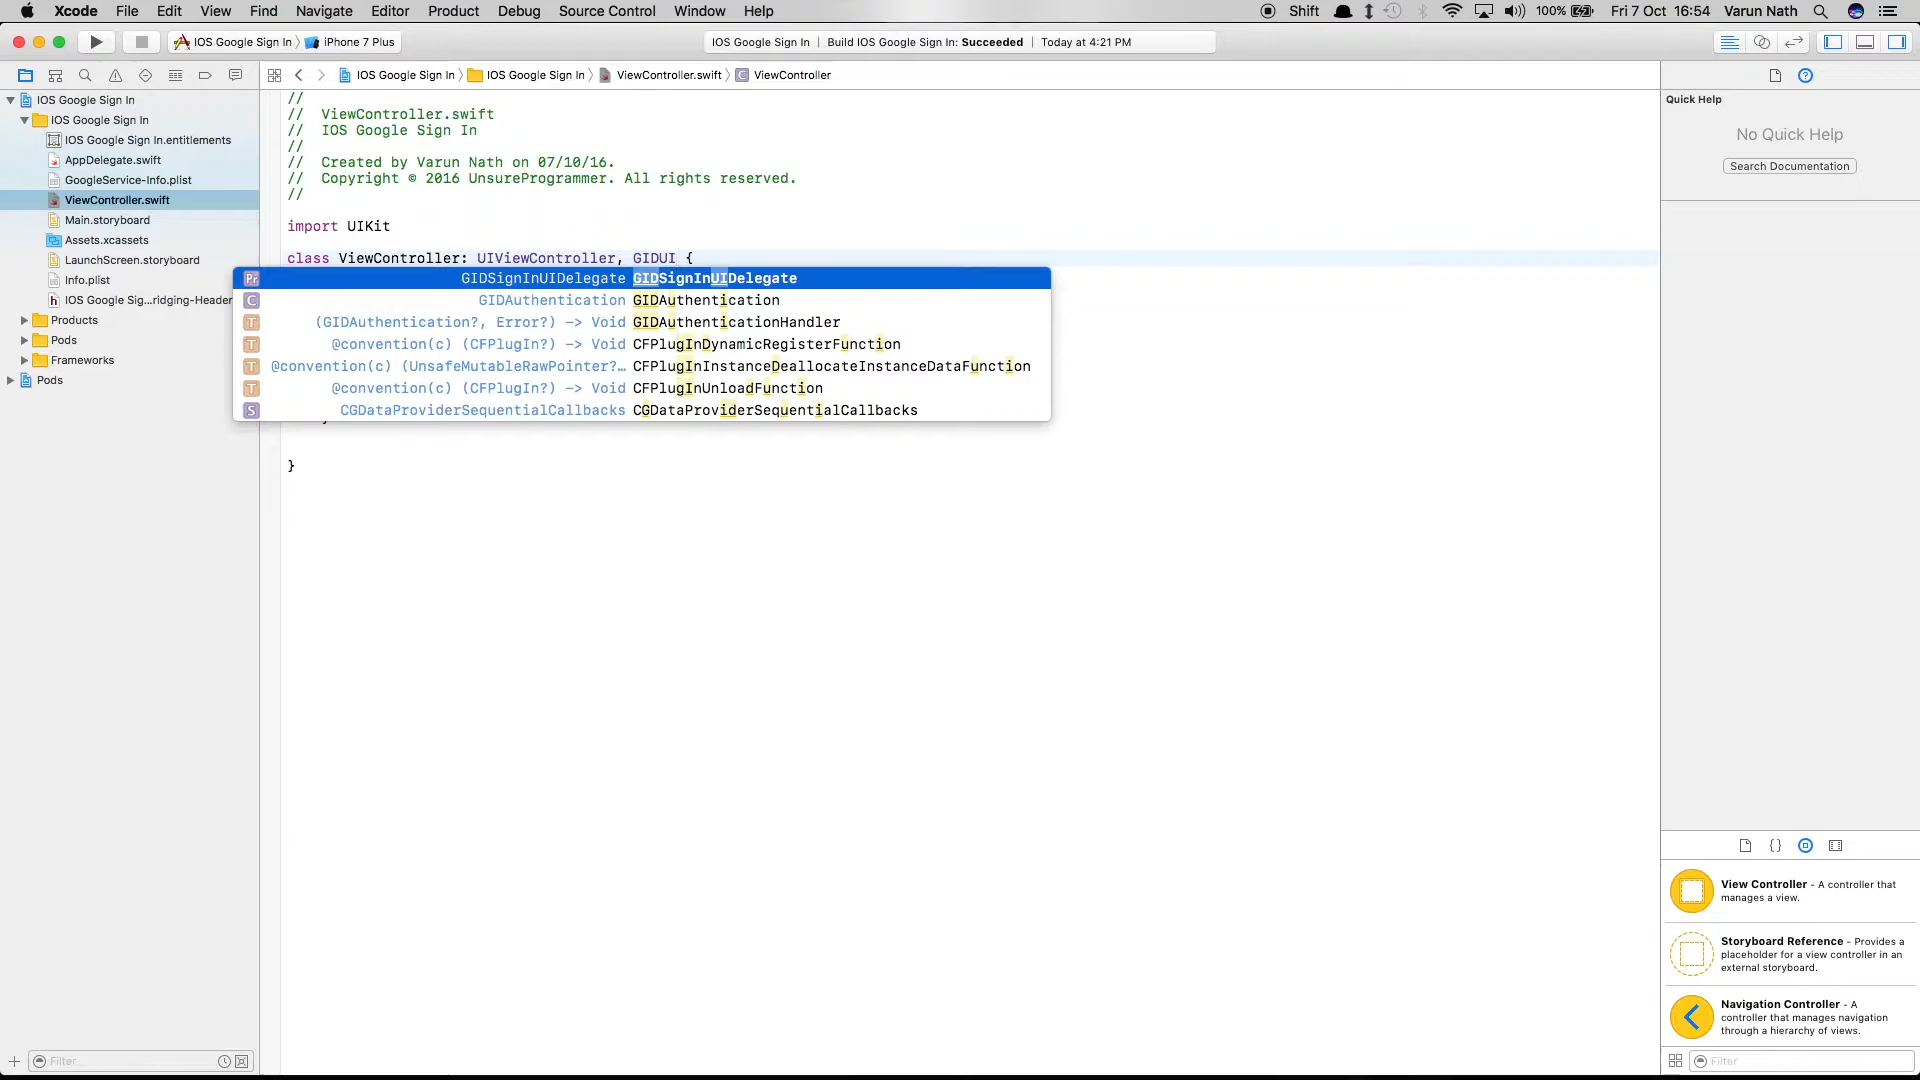 Xcode File Edit View Find Navigate Editor Product Debug Source Control Window Help Shift 100% Fri 7 Oct 16:54 Varun Nath
IOS Google Sign In iPhone 7 Plus IOS Google Sign In | Build IOS Google Sign In: Succeeded | Today at 4:21 PM
IOS Google Sign In IOS Google Sign In ViewController.swift ViewController
IOS Google Sign In
IOS Google Sign In
IOS Google Sign In.entitlements
AppDelegate.swift
GoogleService-Info.plist
ViewController.swift
Main.storyboard
Assets.xcassets
LaunchScreen.storyboard
Info.plist
IOS Google Sig...ridging-Header
Products
Pods
Frameworks
Pods
Filter
//
// ViewController.swift
// IOS Google Sign In
//
// Created by Varun Nath on 07/10/16.
// Copyright © 2016 UnsureProgrammer. All rights reserved.
//
import UIKit
class ViewController: UIViewController, GIDUI {
Pr GIDSignInUIDelegate GIDSignInUIDelegate
C GIDAuthentication GIDAuthentication
T (GIDAuthentication?, Error?) -> Void GIDAuthenticationHandler
T @convention(c) (CFPlugIn?) -> Void CFPlugInDynamicRegisterFunction
T @convention(c) (UnsafeMutableRawPointer?... CFPlugInInstanceDeallocateInstanceDataFunction
T @convention(c) (CFPlugIn?) -> Void CFPlugInUnloadFunction
S CGDataProviderSequentialCallbacks CGDataProviderSequentialCallbacks
}
Quick Help
No Quick Help
Search Documentation
{}
View Controller - A controller that
manages a view.
Storyboard Reference - Provides a
placeholder for a view controller in an
external storyboard.
Navigation Controller - A
controller that manages navigation
through a hierarchy of views.
Filter